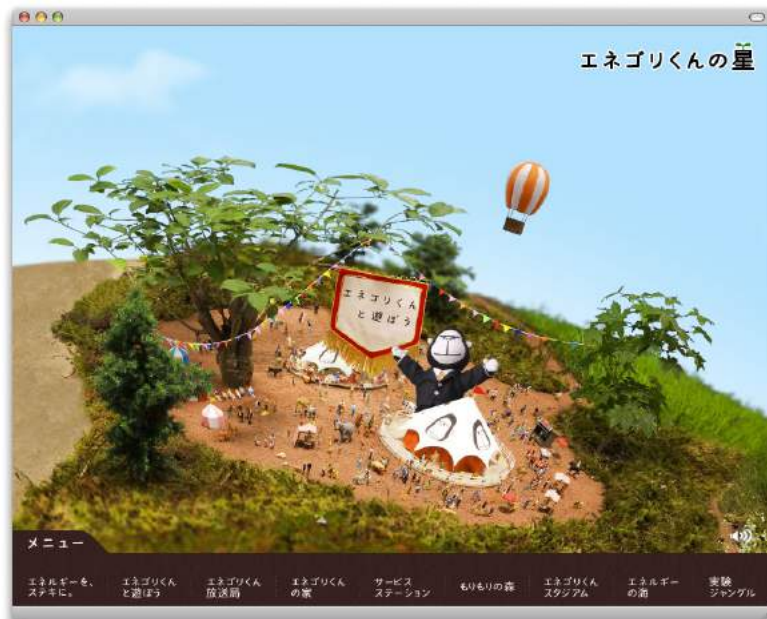 エネゴリくんの星
エネゴリくん
と遊ぼう
メニュー
エネルギーを、
ステキに。
エネゴリくん
と遊ぼう
エネゴリくん
放送局
エネゴリくん
の家
サービス
ステーション
もりもりの森
エネゴリくん
スタジアム
エネルギー
の海
実験
ジャングル